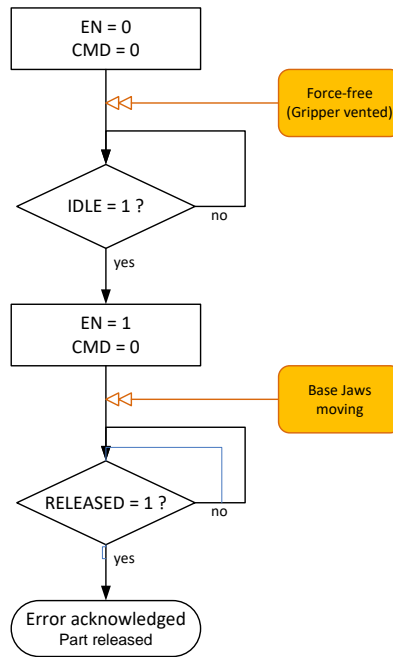 EN = 0
CMD = 0
Force-free
(Gripper vented)
IDLE = 1 ?
no
yes
EN = 1
CMD = 0
Base Jaws
moving
RELEASED = 1 ?
no
yes
Error acknowledged
Part released